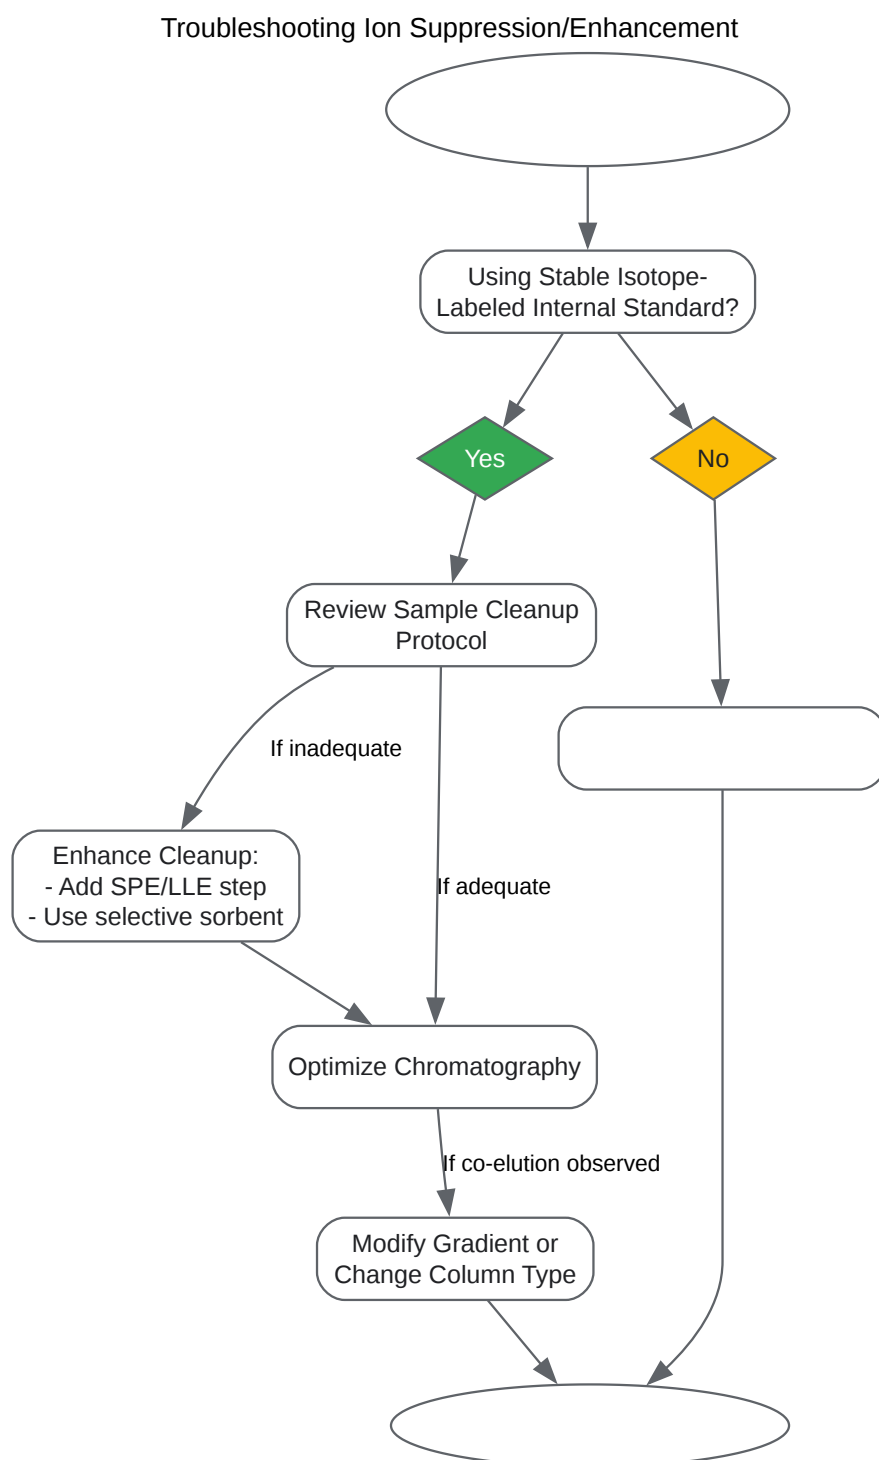 Troubleshooting Ion Suppression/Enhancement
Using Stable Isotope-
Labeled Internal Standard?
Yes
No
Review Sample Cleanup
Protocol
If inadequate
Enhance Cleanup:
- Add SPE/LLE step
- Use selective sorbent
If adequate
Optimize Chromatography
If co-elution observed
Modify Gradient or
Change Column Type